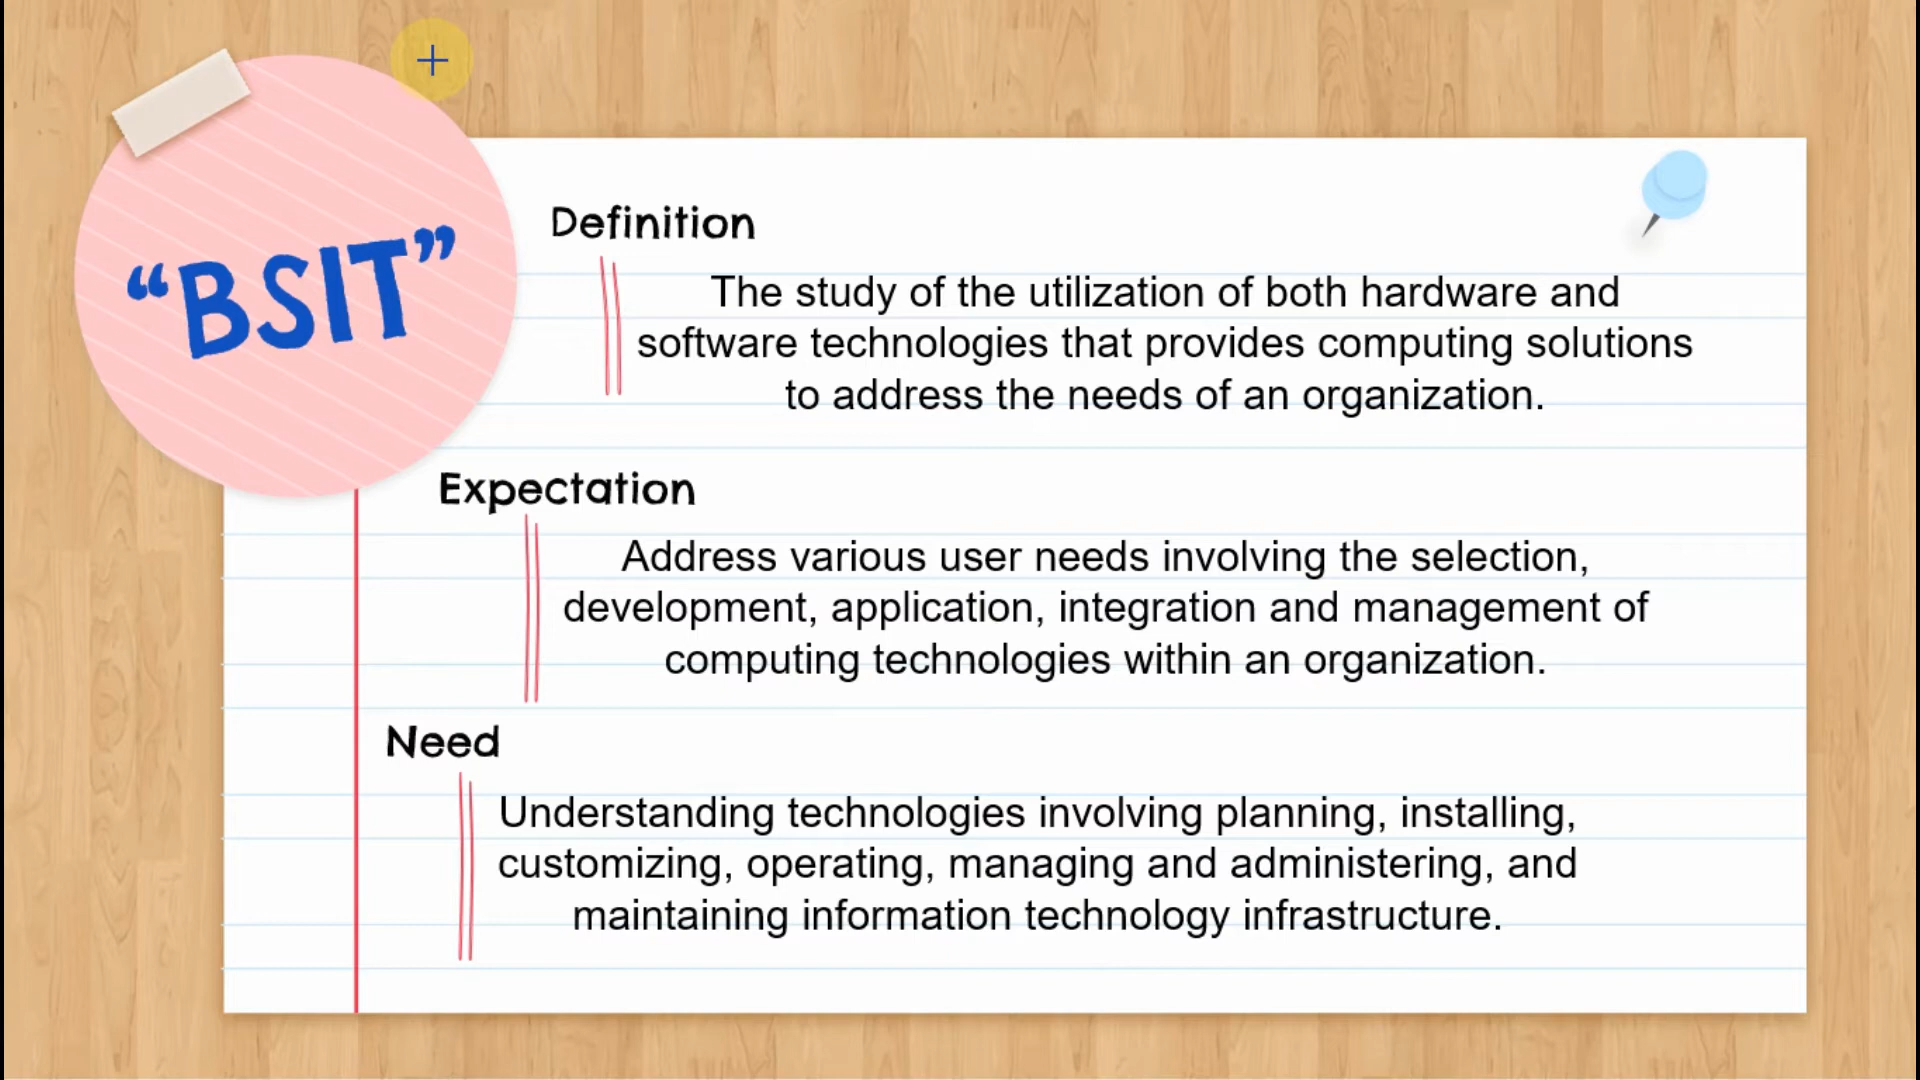 “BSIT”
Definition
The study of the utilization of both hardware and
software technologies that provides computing solutions
to address the needs of an organization.
Expectation
Address various user needs involving the selection,
development, application, integration and management of
computing technologies within an organization.
Need
Understanding technologies involving planning, installing,
customizing, operating, managing and administering, and
maintaining information technology infrastructure.